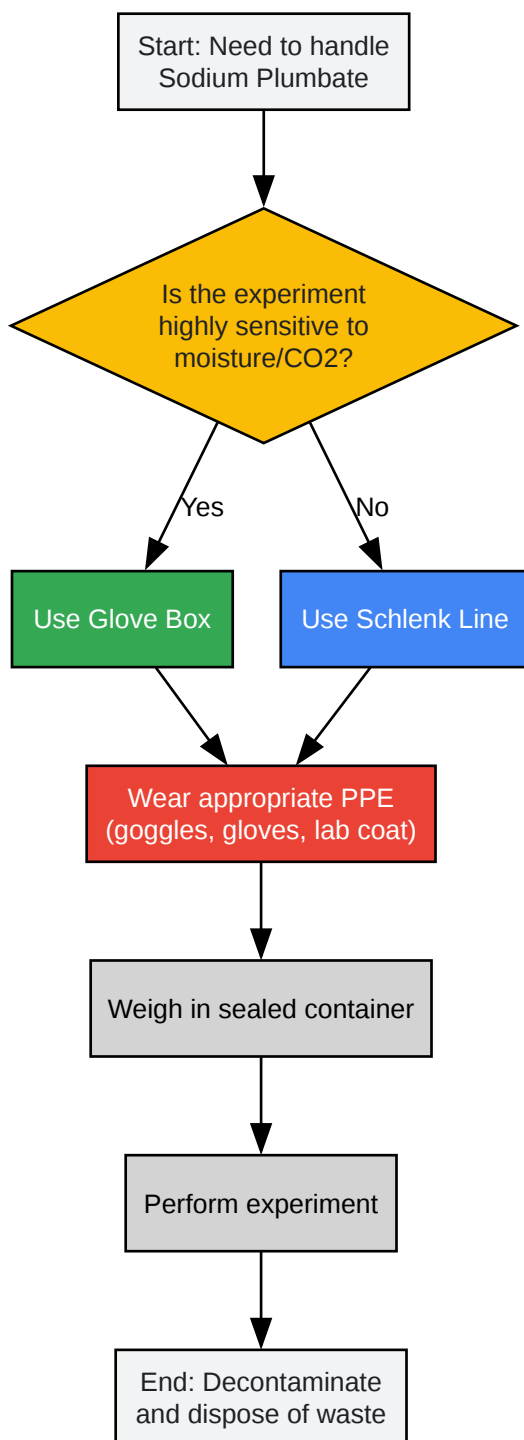 Start: Need to handle
Sodium Plumbate
Is the experiment
highly sensitive to
moisture/CO2?
Yes
No
Use Glove Box
Use Schlenk Line
Wear appropriate PPE
(goggles, gloves, lab coat)
Weigh in sealed container
Perform experiment
End: Decontaminate
and dispose of waste